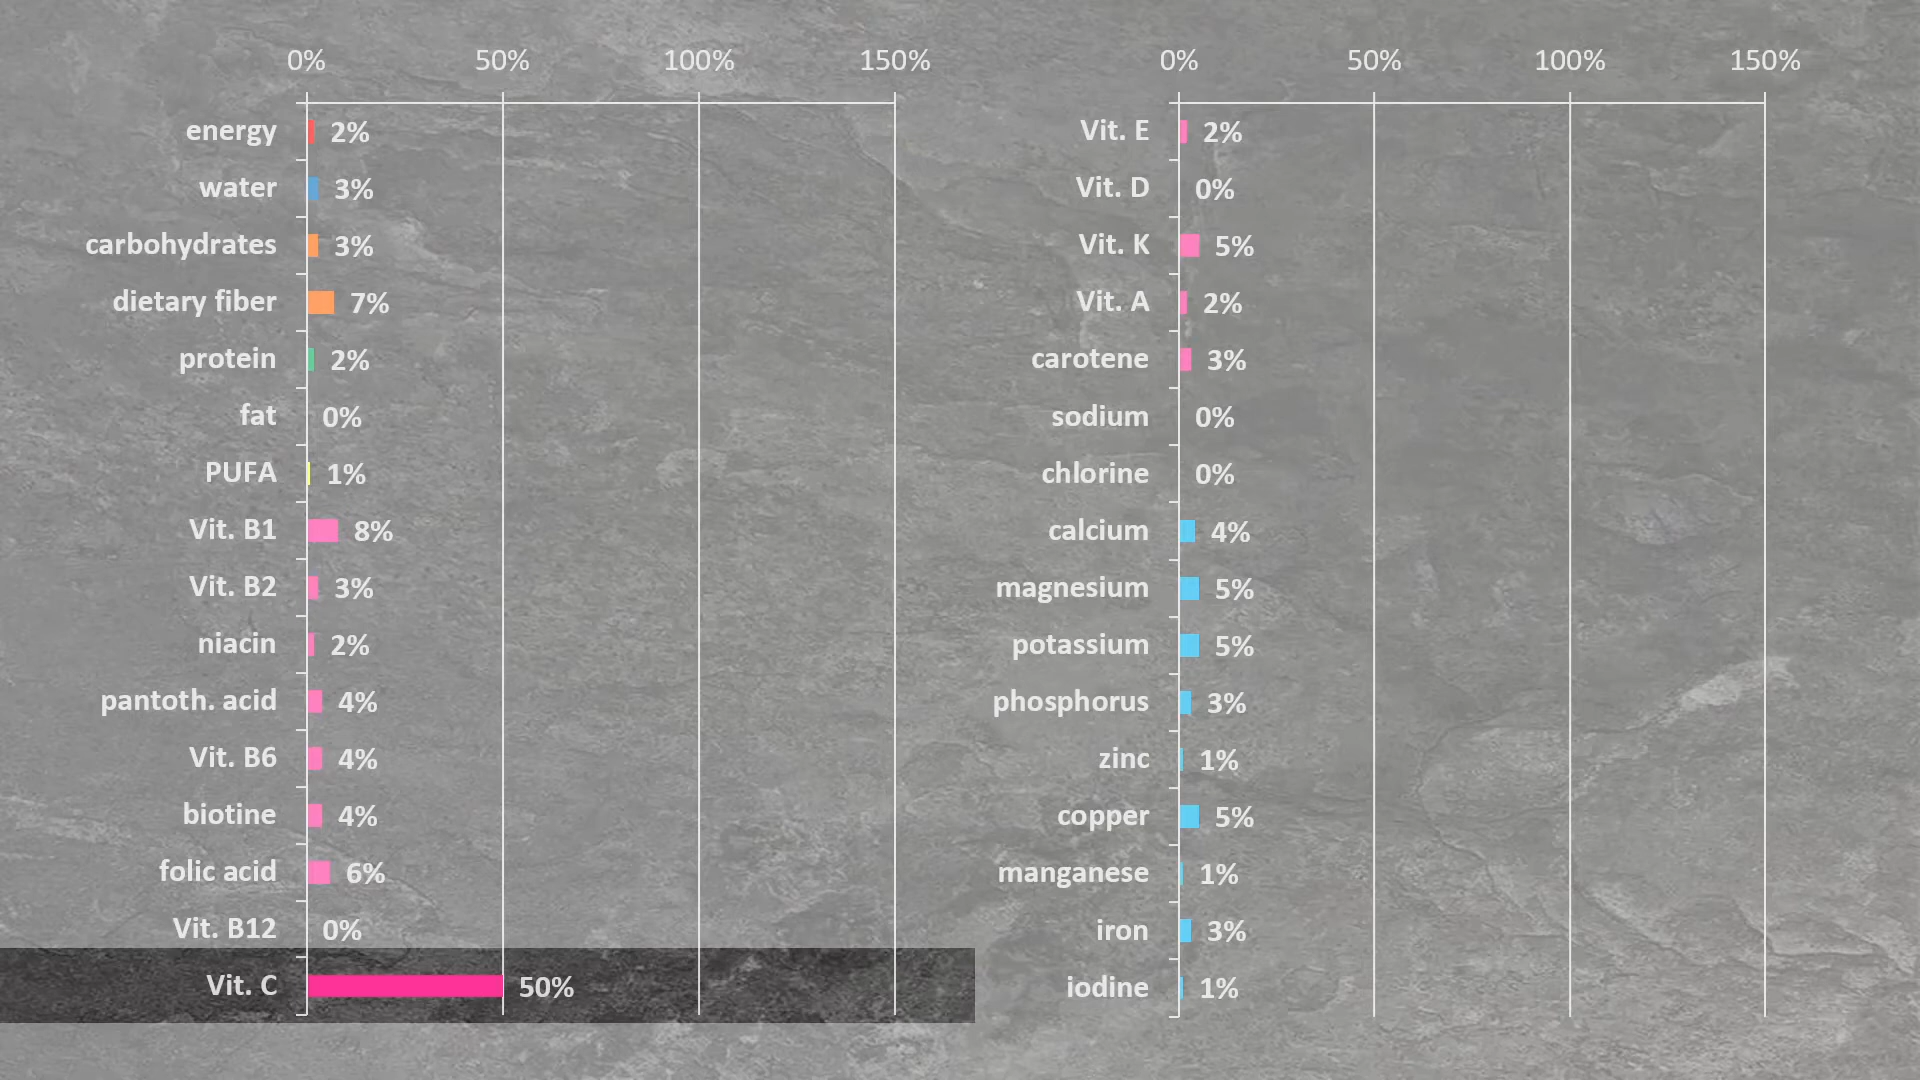 0% 50% 100% 150%
energy 2%
water 3%
carbohydrates 3%
dietary fiber 7%
protein 2%
fat 0%
PUFA 1%
Vit. B1 8%
Vit. B2 3%
niacin 2%
pantoth. acid 4%
Vit. B6 4%
biotine 4%
folic acid 6%
Vit. B12 0%
Vit. C 50%
0% 50% 100% 150%
Vit. E 2%
Vit. D 0%
Vit. K 5%
Vit. A 2%
carotene 3%
sodium 0%
chlorine 0%
calcium 4%
magnesium 5%
potassium 5%
phosphorus 3%
zinc 1%
copper 5%
manganese 1%
iron 3%
iodine 1%